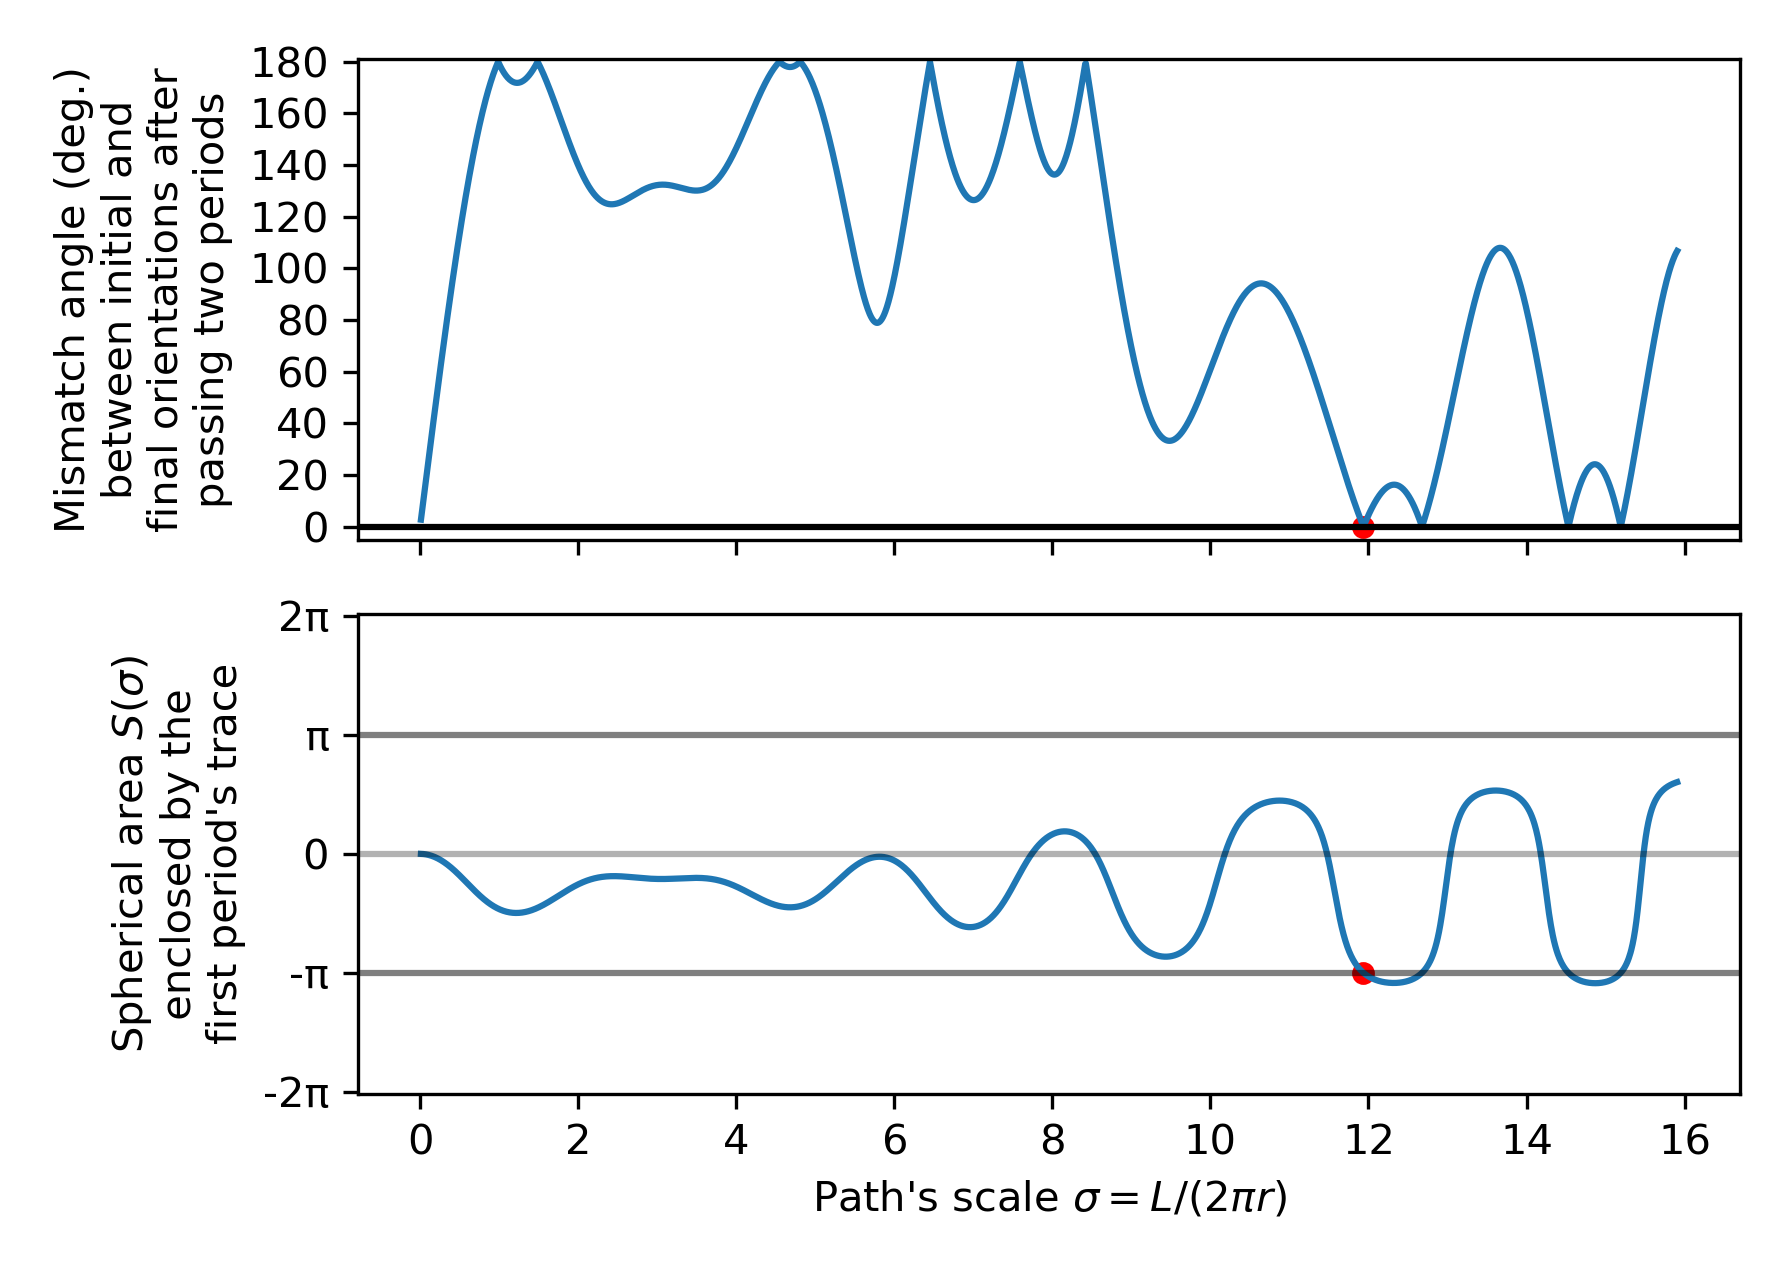 Mismatch angle (deg.)
between initial and
final orientations after
passing two periods
180
160
140
120
100
80
60
40
20
0
Spherical area S(σ)
enclosed by the
first period's trace
2π
π
0
-π
-2π
0 2 4 6 8 10 12 14 16
Path's scale σ = L/(2πr)